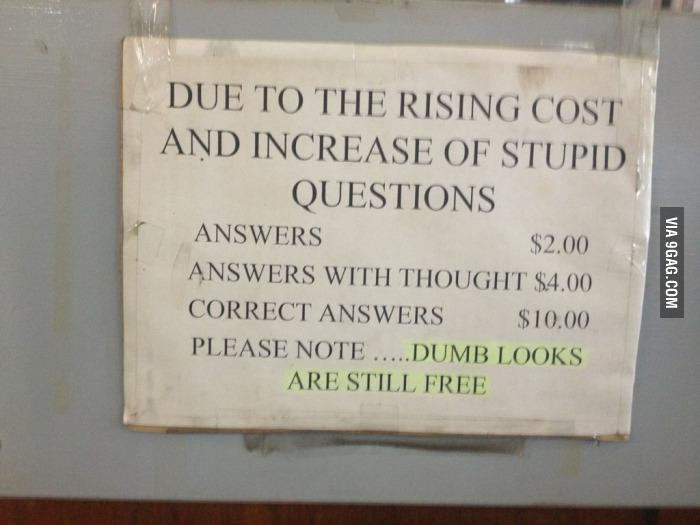 DUE TO THE RISING COST
AND INCREASE OF STUPID
QUESTIONS
ANSWERS $2.00
ANSWERS WITH THOUGHT $4.00
CORRECT ANSWERS $10.00
PLEASE NOTE .....DUMB LOOKS
ARE STILL FREE
VIA 9GAG.COM